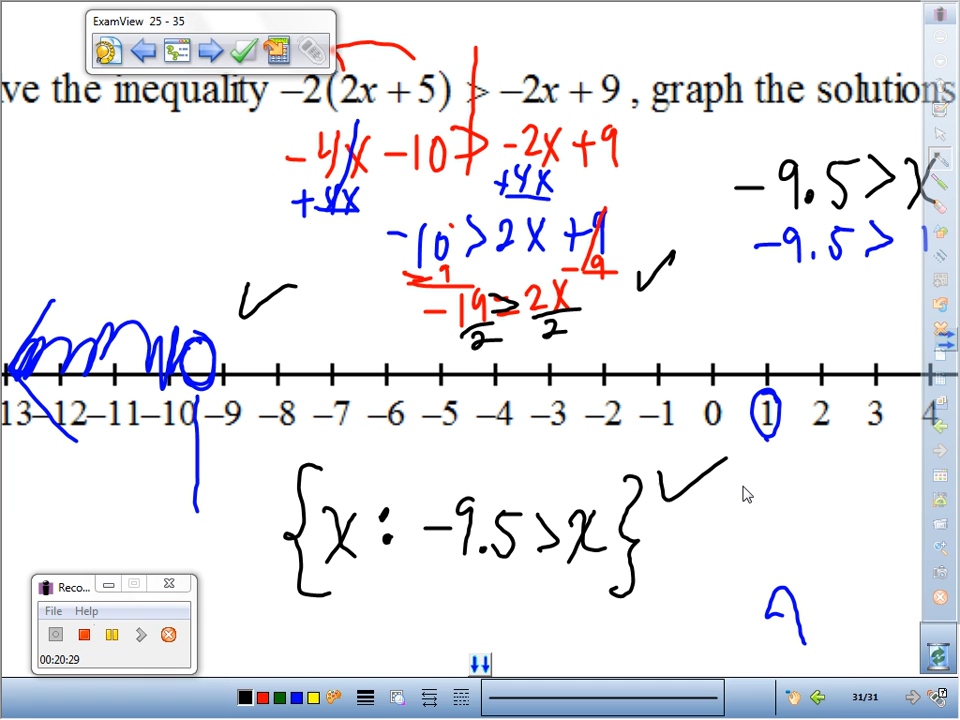 ExamView 25 - 35
ve the inequality −2(2x + 5) > −2x + 9 , graph the solutions
-4x -10 > -2x +9
+4x +4x
-10 > 2x +9
-9 -9
-19 > 2x
2 2
-9.5 > x
-9.5 > 1
13 −12 −11 −10 −9 −8 −7 −6 −5 −4 −3 −2 −1 0 1 2 3 4
{x : -9.5 > x}
Reco...
File Help
00:20:29
31/31